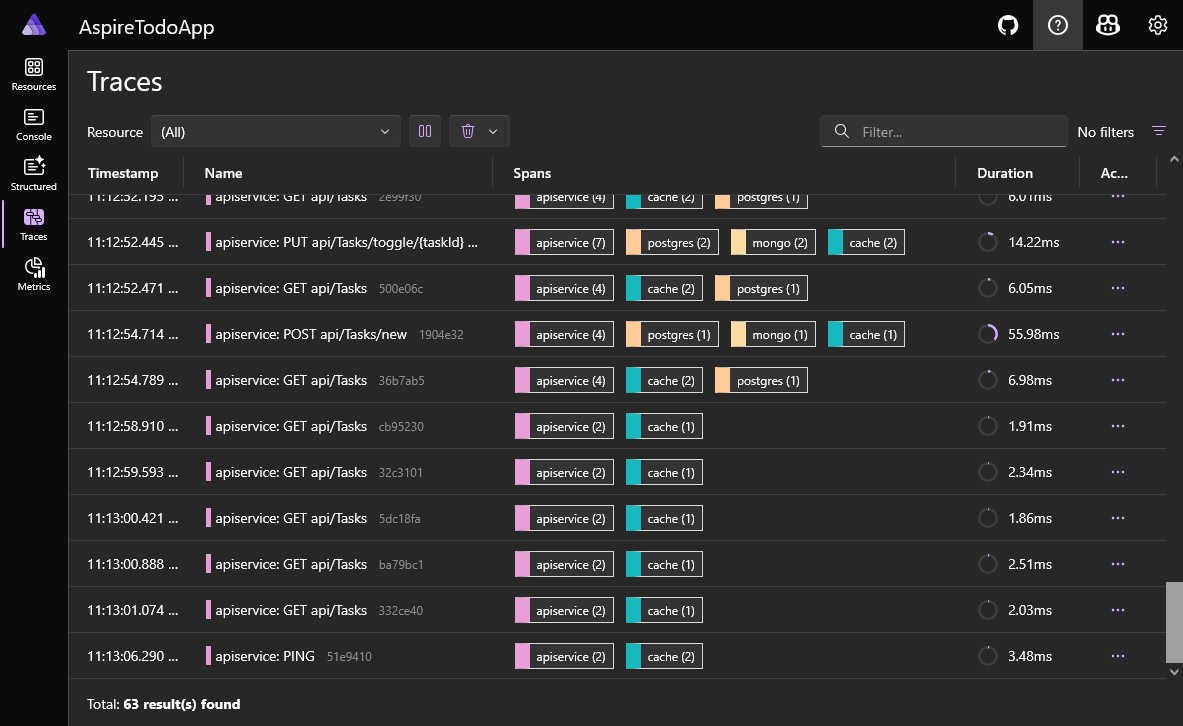 AspireTodoApp
Resources
Console
Structured
Traces
Metrics
Traces
Resource (All) Filter... No filters
Timestamp Name Spans Duration Ac...
11:12:52.195 ... apiservice: GET api/Tasks 2e99f30 apiservice (4) cache (2) postgres (1) 6.01ms ...
11:12:52.445 ... apiservice: PUT api/Tasks/toggle/{taskId} ... apiservice (7) postgres (2) mongo (2) cache (2) 14.22ms ...
11:12:52.471 ... apiservice: GET api/Tasks 500e06c apiservice (4) cache (2) postgres (1) 6.05ms ...
11:12:54.714 ... apiservice: POST api/Tasks/new 1904e32 apiservice (4) postgres (1) mongo (1) cache (1) 55.98ms ...
11:12:54.789 ... apiservice: GET api/Tasks 36b7ab5 apiservice (4) cache (2) postgres (1) 6.98ms ...
11:12:58.910 ... apiservice: GET api/Tasks cb95230 apiservice (2) cache (1) 1.91ms ...
11:12:59.593 ... apiservice: GET api/Tasks 32c3101 apiservice (2) cache (1) 2.34ms ...
11:13:00.421 ... apiservice: GET api/Tasks 5dc18fa apiservice (2) cache (1) 1.86ms ...
11:13:00.888 ... apiservice: GET api/Tasks ba79bc1 apiservice (2) cache (1) 2.51ms ...
11:13:01.074 ... apiservice: GET api/Tasks 332ce40 apiservice (2) cache (1) 2.03ms ...
11:13:06.290 ... apiservice: PING 51e9410 apiservice (2) cache (2) 3.48ms ...
Total: 63 result(s) found